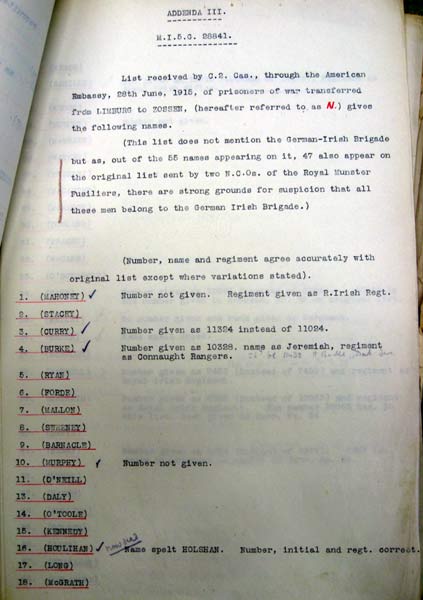 ADDENDA III.
M.I.5.G. 28841.
List received by C.2. Cas., through the American
Embassy, 28th June, 1915, of prisoners of war transferred
from LIMBURG to ZOSSEN, (hereafter referred to as N.) gives
the following names.
(This list does not mention the German-Irish Brigade
but as, out of the 55 names appearing on it, 47 also appear on
the original list sent by two N.C.Os. of the Royal Munster
Fusiliers, there are strong grounds for suspicion that all
these men belong to the German Irish Brigade.)
(Number, name and regiment agree accurately with
original list except where variations stated).
1. (MAHONEY) ✓ Number not given. Regiment given as R.Irish Regt.
2. (STACEY)
3. (CURRY) ✓ Number given as 11324 instead of 11024.
4. (BURKE) ✓ Number given as 10328. name as Jeremiah, regiment
as Connaught Rangers.
5. (RYAN)
6. (FORDE)
7. (MALLON)
8. (SWEENEY)
9. (BARNACLE)
10. (MURPHY) ✓ Number not given.
11. (O'NEILL)
13. (DALY)
14. (O'TOOLE)
15. (KENNEDY)
16. (HOULIHAN) ✓ Name spelt HOLSHAN. Number, initial and regt. correct.
17. (LONG)
18. (McGRATH)